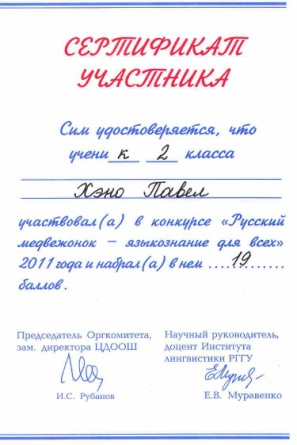 СЕРТИФИКАТ
УЧАСТНИКА
Сим удостоверяется, что
учени к 2 класса
Хэно Павел
участвовал(а) в конкурсе «Русский
медвежонок – языкознание для всех»
2011 года и набрал(а) в нем ....19.......
баллов.
Председатель Оргкомитета,
зам. директора ЦДООШ
И.С. Рубанов
Научный руководитель,
доцент Института
лингвистики РГГУ
Е.В. Муравенко